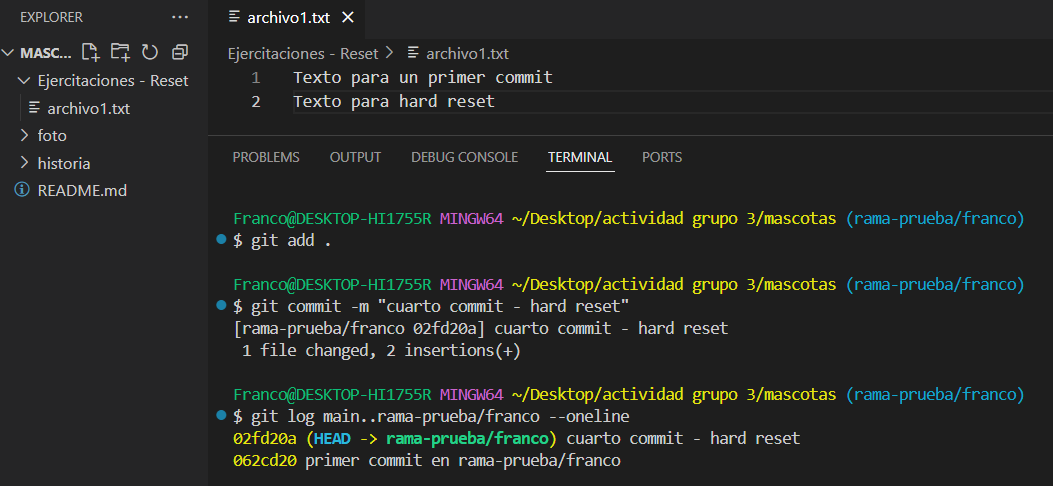 EXPLORER
MASC...
Ejercitaciones - Reset
archivo1.txt
foto
historia
README.md
archivo1.txt
Ejercitaciones - Reset > archivo1.txt
1 Texto para un primer commit
2 Texto para hard reset
PROBLEMS OUTPUT DEBUG CONSOLE TERMINAL PORTS
Franco@DESKTOP-HI1755R MINGW64 ~/Desktop/actividad grupo 3/mascotas (rama-prueba/franco)
$ git add .
Franco@DESKTOP-HI1755R MINGW64 ~/Desktop/actividad grupo 3/mascotas (rama-prueba/franco)
$ git commit -m "cuarto commit - hard reset"
[rama-prueba/franco 02fd20a] cuarto commit - hard reset
1 file changed, 2 insertions(+)
Franco@DESKTOP-HI1755R MINGW64 ~/Desktop/actividad grupo 3/mascotas (rama-prueba/franco)
$ git log main..rama-prueba/franco --oneline
02fd20a (HEAD -> rama-prueba/franco) cuarto commit - hard reset
062cd20 primer commit en rama-prueba/franco